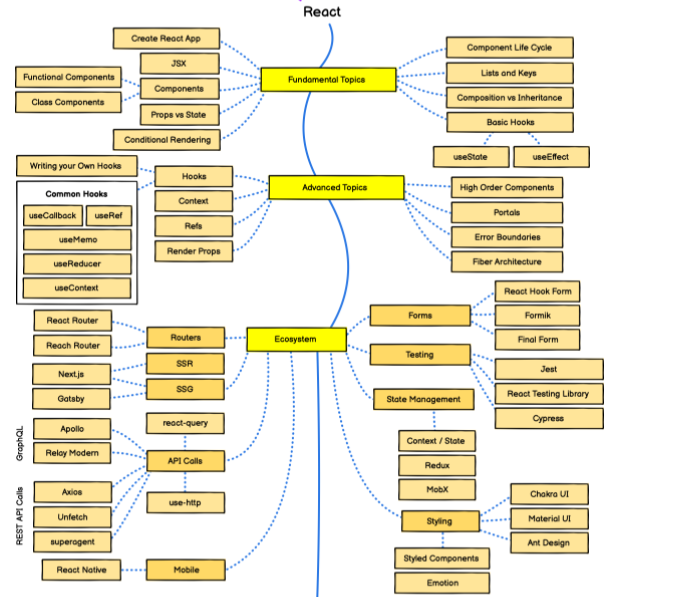 React
Create React App
JSX
Functional Components
Components
Class Components
Props vs State
Conditional Rendering
Fundamental Topics
Component Life Cycle
Lists and Keys
Composition vs Inheritance
Basic Hooks
useState
useEffect
Writing your Own Hooks
Hooks
Common Hooks
useCallback
useRef
useMemo
useReducer
useContext
Context
Refs
Render Props
Advanced Topics
High Order Components
Portals
Error Boundaries
Fiber Architecture
React Router
Reach Router
Routers
Ecosystem
Next.js
Gatsby
SSR
SSG
react-query
GraphQL
Apollo
Relay Modern
API Calls
REST API Calls
Axios
Unfetch
superagent
use-http
React Native
Mobile
Forms
React Hook Form
Formik
Final Form
Testing
Jest
React Testing Library
Cypress
State Management
Context / State
Redux
MobX
Styling
Chakra UI
Material UI
Ant Design
Styled Components
Emotion